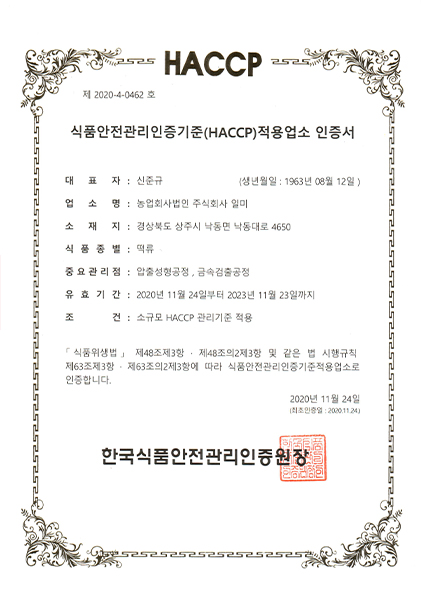 HACCP
제 2020-4-0462 호
식품안전관리인증기준(HACCP)적용업소 인증서
대 표 자 : 신준규 (생년월일 : 1963년 08월 12일 )
업 소 명 : 농업회사법인 주식회사 일미
소 재 지 : 경상북도 상주시 낙동면 낙동대로 4650
식 품 종 별 : 떡류
중 요 관 리 점 : 압출성형공정 , 금속검출공정
유 효 기 간 : 2020년 11월 24일부터 2023년 11월 23일까지
조 건 : 소규모 HACCP 관리기준 적용
「식품위생법」 제48조제3항 · 제48조의2제3항 및 같은 법 시행규칙
제63조제3항 · 제63조의2제3항에 따라 식품안전관리인증기준적용업소로
인증합니다.
2020년 11월 24일
(최초인증일 : 2020.11.24)
한국식품안전관리인증원장